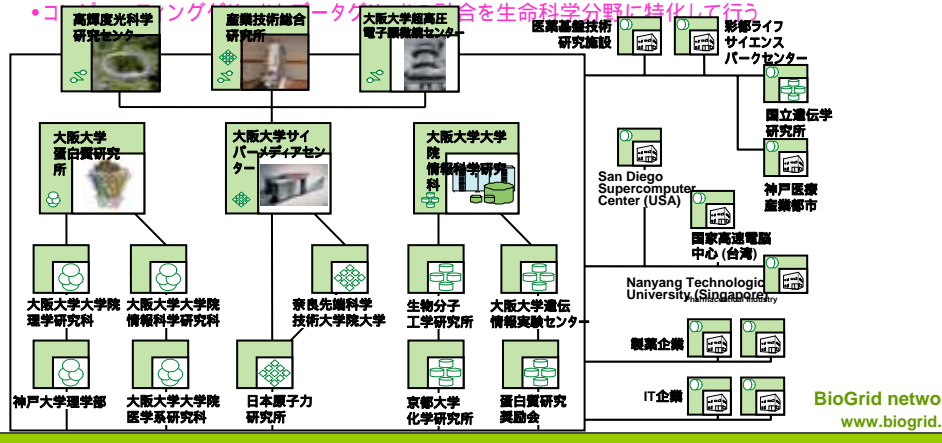 •コンピューティンググリッドとデータグリッドの融合を生命科学分野に特化して行う
高輝度光科学
研究センター
産業技術総合
研究所
大阪大学超高圧
電子顕微鏡センター
医薬基盤技術
研究施設
彩都ライフ
サイエンス
パークセンター
国立遺伝学
研究所
大阪大学
蛋白質研究
所
大阪大学サイ
バーメディアセン
ター
大阪大学大学
院
情報科学研究
科
San Diego
Supercomputer
Center (USA)
神戸医療
産業都市
国家高速電脳
中心 (台湾)
Nanyang Technologic
University (Singapore)
Pharmaceutical Industry
大阪大学大学院
理学研究科
大阪大学大学院
情報科学研究科
奈良先端科学
技術大学院大学
生物分子
工学研究所
大阪大学遺伝
情報実験センター
製薬企業
神戸大学理学部
大阪大学大学院
医学系研究科
日本原子力
研究所
京都大学
化学研究所
蛋白質研究
奨励会
IT企業
BioGrid netwo
www.biogrid.